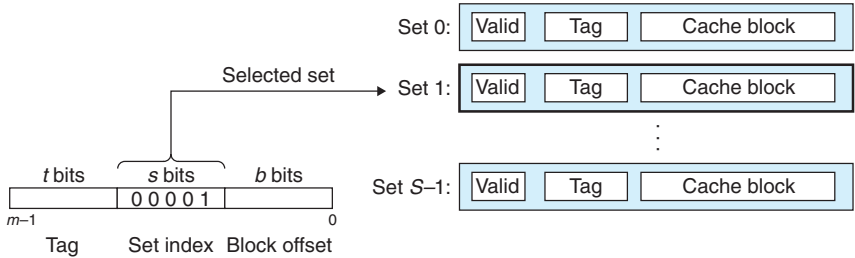 Set 0: Valid Tag Cache block
Selected set
Set 1: Valid Tag Cache block
⋮
t bits s bits b bits
Set S–1: Valid Tag Cache block
0 0 0 0 1
m–1 0
Tag Set index Block offset